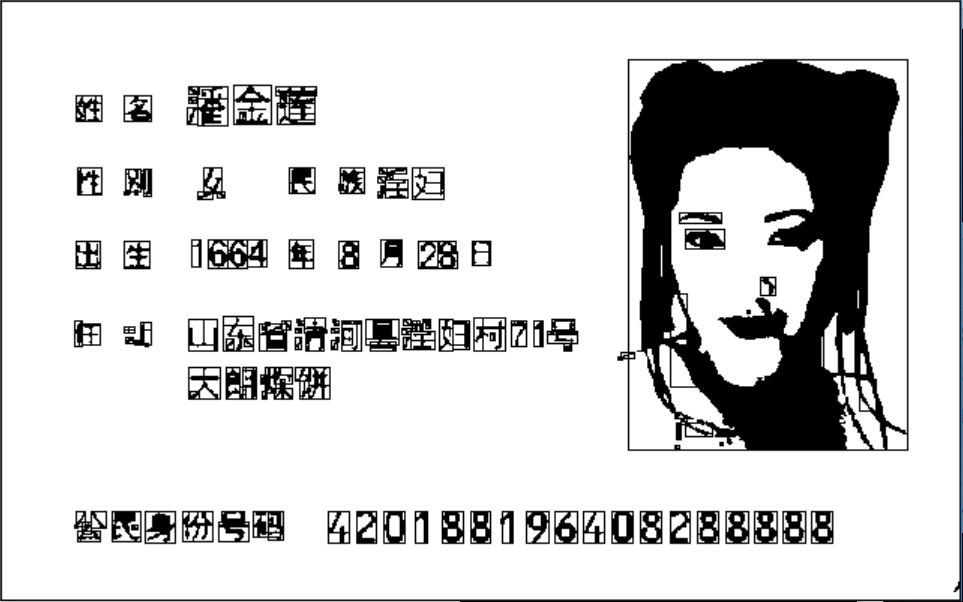 姓 名 潘金莲
性 别 女 民 族 淫妇
出 生 1664 年 8 月 28 日
住 址 山东省清河县淫妇村71号
大朗烧饼
公民身份号码 420188196408288888